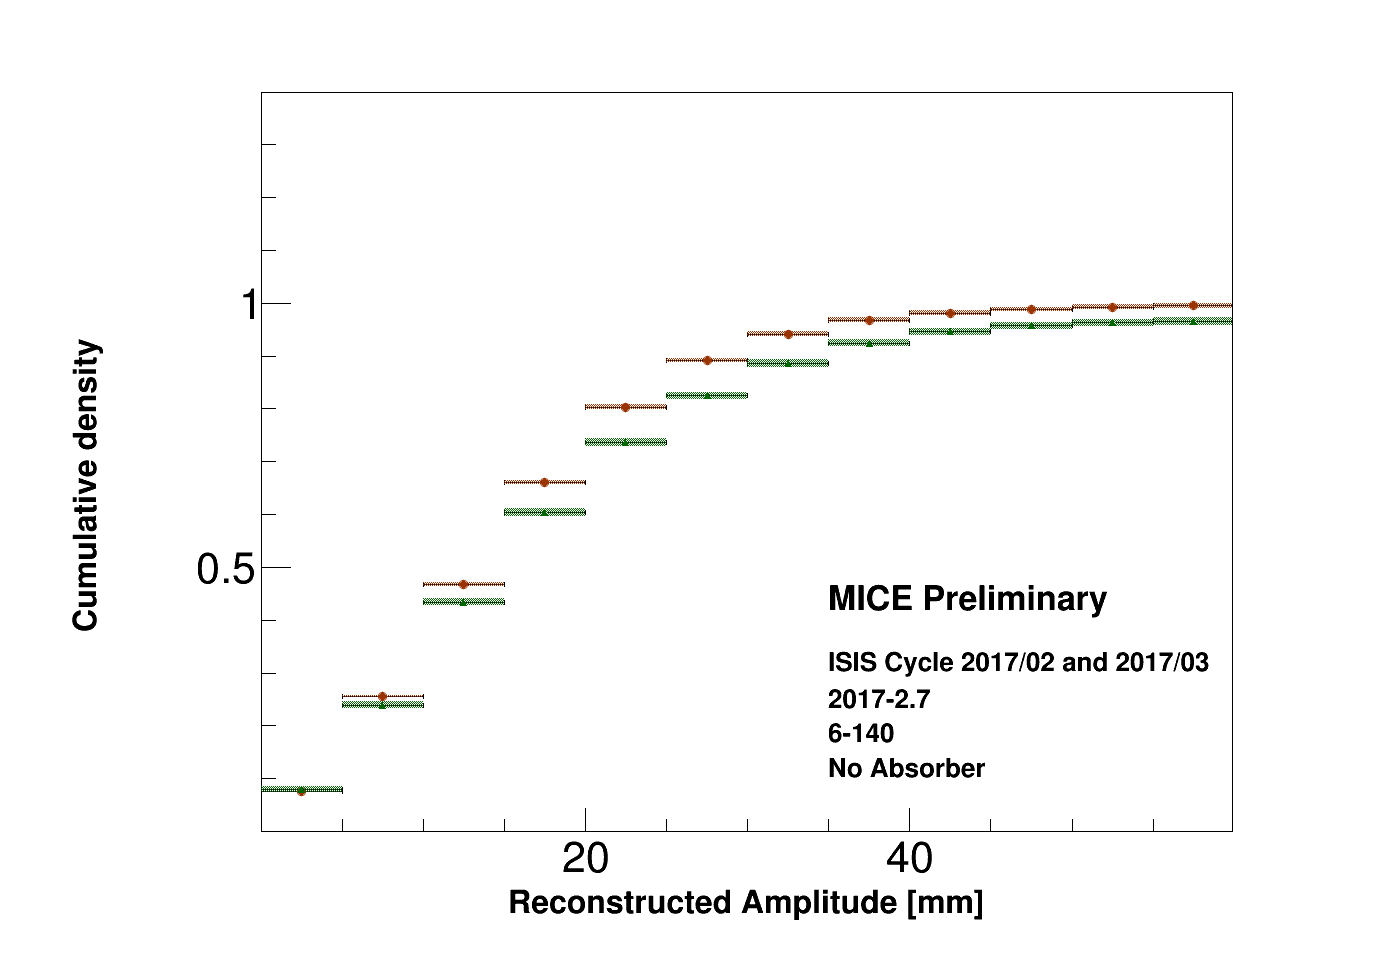 Cumulative density
1
0.5
MICE Preliminary
ISIS Cycle 2017/02 and 2017/03
2017-2.7
6-140
No Absorber
20 40
Reconstructed Amplitude [mm]